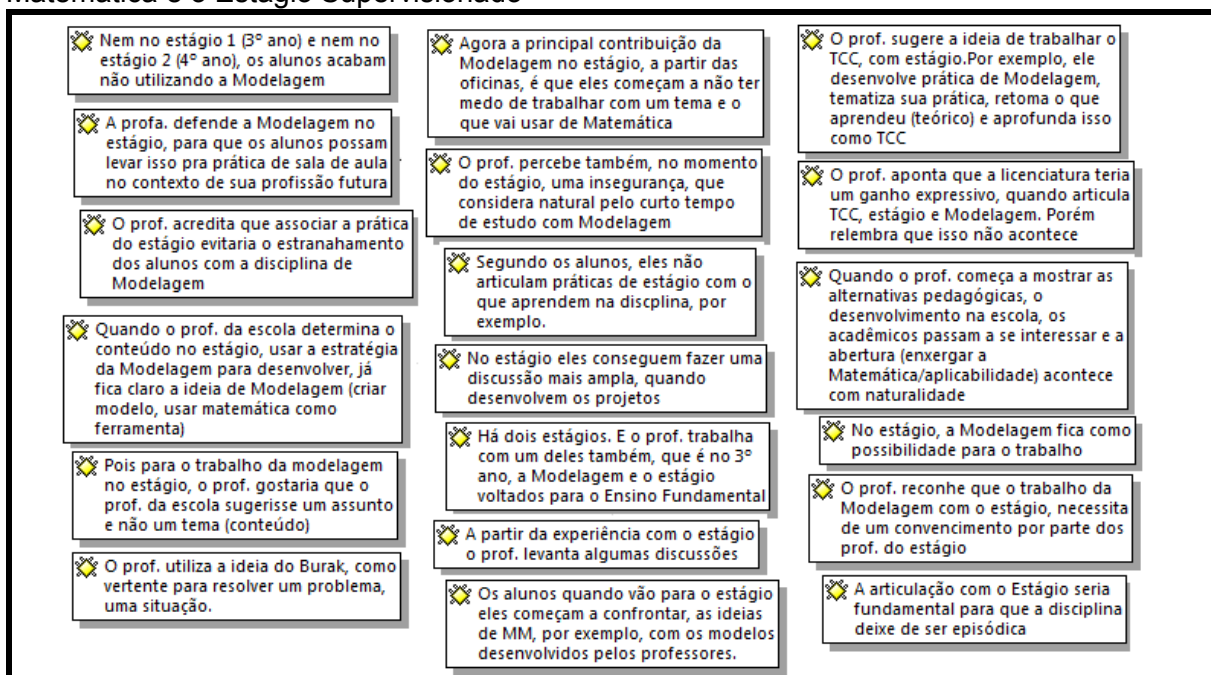 Matemática e o Estágio Supervisionado
Nem no estágio 1 (3º ano) e nem no
estágio 2 (4º ano), os alunos acabam
não utilizando a Modelagem
A profa. defende a Modelagem no
estágio, para que os alunos possam
levar isso pra prática de sala de aula
no contexto de sua profissão futura
O prof. acredita que associar a prática
do estágio evitaria o estranahamento
dos alunos com a disciplina de
Modelagem
Quando o prof. da escola determina o
conteúdo no estágio, usar a estratégia
da Modelagem para desenvolver, já
fica claro a ideia de Modelagem (criar
modelo, usar matemática como
ferramenta)
Pois para o trabalho da modelagem
no estágio, o prof. gostaria que o
prof. da escola sugerisse um assunto
e não um tema (conteúdo)
O prof. utiliza a ideia do Burak, como
vertente para resolver um problema,
uma situação.
Agora a principal contribuição da
Modelagem no estágio, a partir das
oficinas, é que eles começam a não ter
medo de trabalhar com um tema e o
que vai usar de Matemática
O prof. percebe também, no momento
do estágio, uma insegurança, que
considera natural pelo curto tempo
de estudo com Modelagem
Segundo os alunos, eles não
articulam práticas de estágio com o
que aprendem na discplina, por
exemplo.
No estágio eles conseguem fazer uma
discussão mais ampla, quando
desenvolvem os projetos
Há dois estágios. E o prof. trabalha
com um deles também, que é no 3º
ano, a Modelagem e o estágio
voltados para o Ensino Fundamental
A partir da experiência com o estágio
o prof. levanta algumas discussões
Os alunos quando vão para o estágio
eles começam a confrontar, as ideias
de MM, por exemplo, com os modelos
desenvolvidos pelos professores.
O prof. sugere a ideia de trabalhar o
TCC, com estágio.Por exemplo, ele
desenvolve prática de Modelagem,
tematiza sua prática, retoma o que
aprendeu (teórico) e aprofunda isso
como TCC
O prof. aponta que a licenciatura teria
um ganho expressivo, quando articula
TCC, estágio e Modelagem. Porém
relembra que isso não acontece
Quando o prof. começa a mostrar as
alternativas pedagógicas, o
desenvolvimento na escola, os
acadêmicos passam a se interessar e a
abertura (enxergar a
Matemática/aplicabilidade) acontece
com naturalidade
No estágio, a Modelagem fica como
possibilidade para o trabalho
O prof. reconhe que o trabalho da
Modelagem com o estágio, necessita
de um convencimento por parte dos
prof. do estágio
A articulação com o Estágio seria
fundamental para que a disciplina
deixe de ser episódica